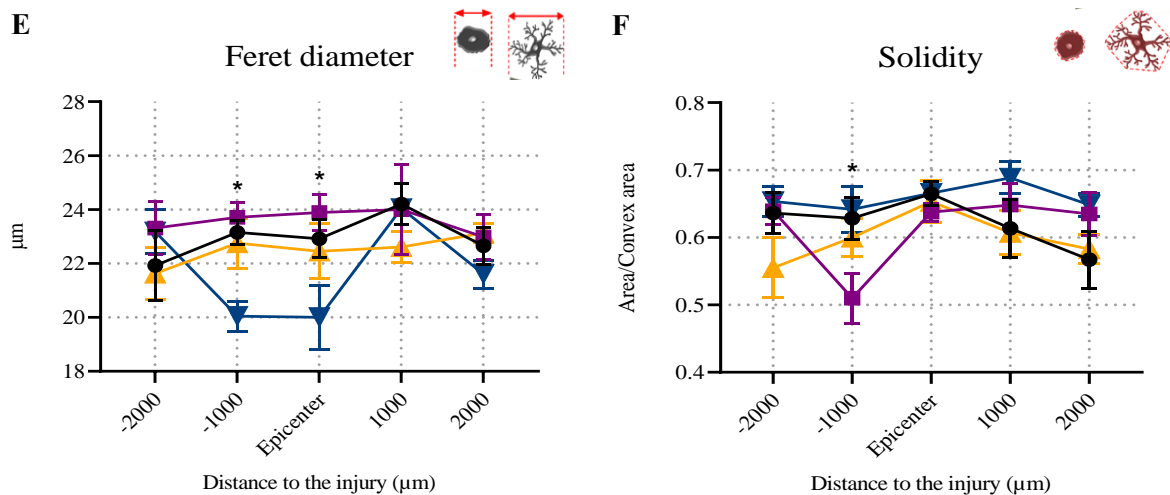 E
Feret diameter
28
26
24
22
20
18
µm
*
*
-2000
-1000
Epicenter
1000
2000
Distance to the injury (µm)
F
Solidity
0.8
0.7
0.6
0.5
0.4
Area/Convex area
*
-2000
-1000
Epicenter
1000
2000
Distance to the injury (µm)